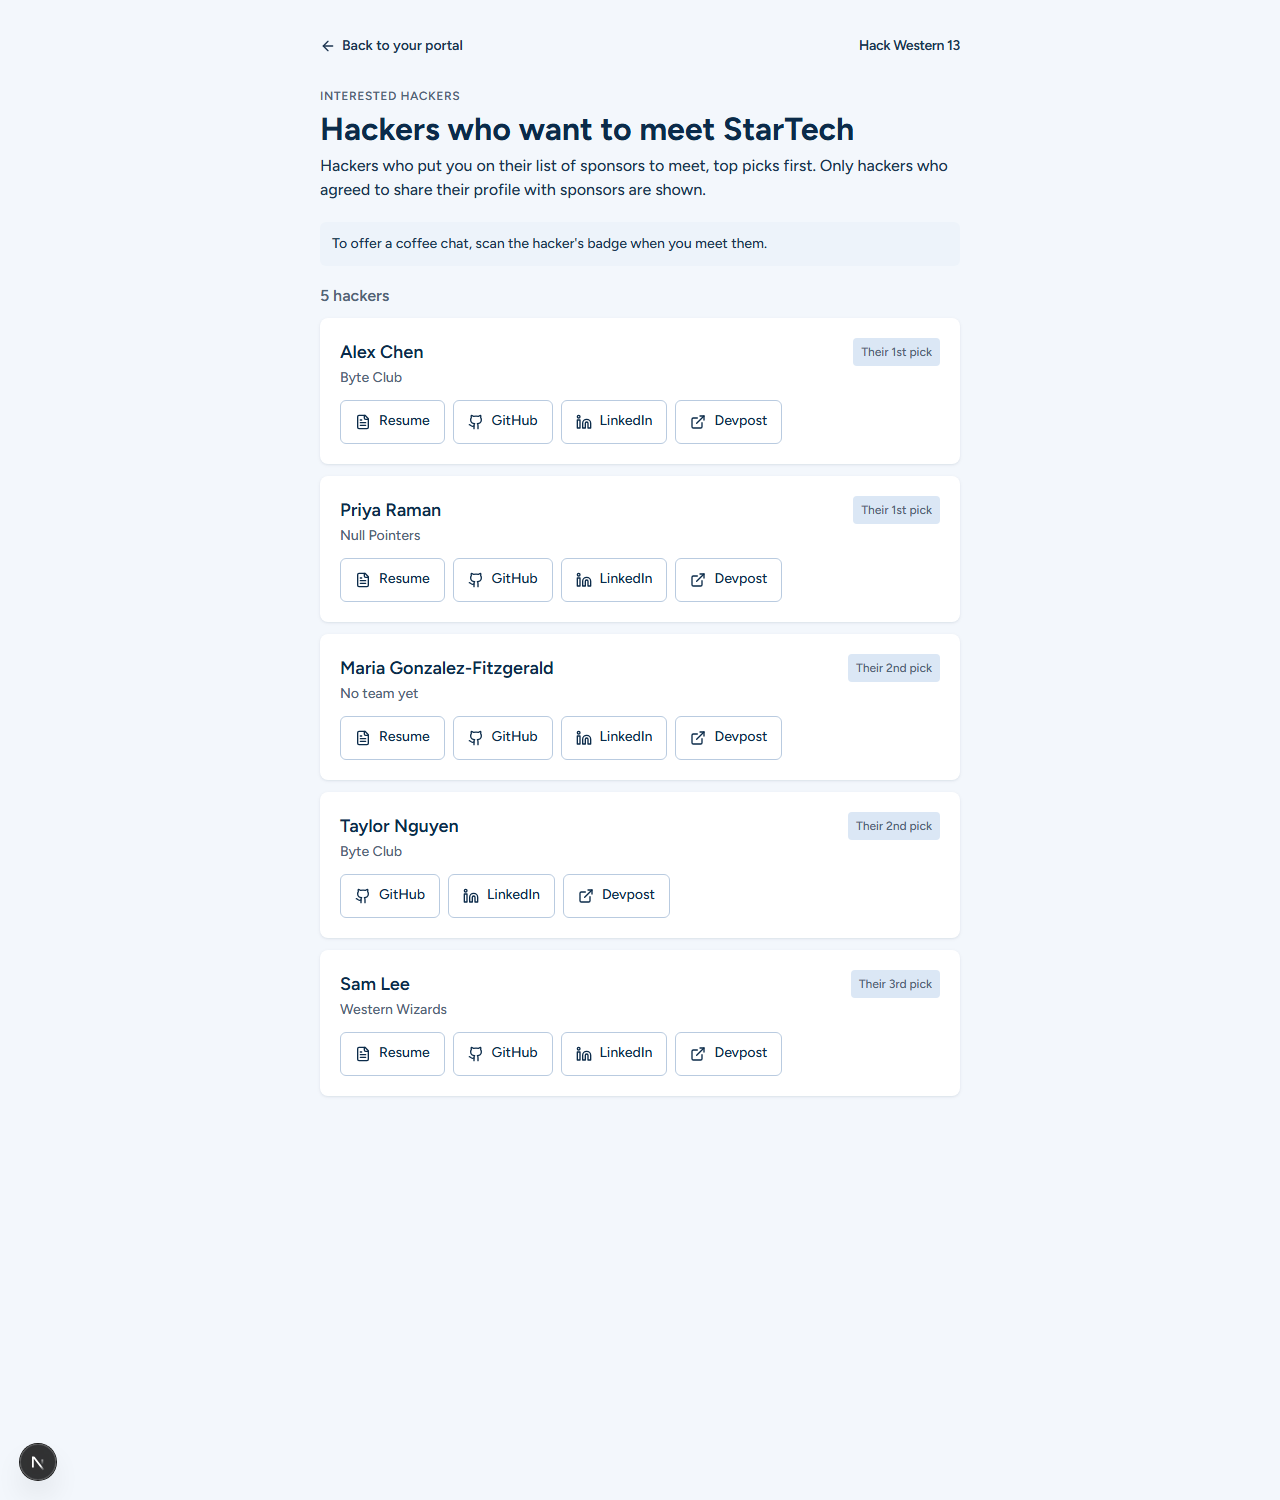 Back to your portal
Hack Western 13
INTERESTED HACKERS
Hackers who want to meet StarTech
Hackers who put you on their list of sponsors to meet, top picks first. Only hackers who
agreed to share their profile with sponsors are shown.
To offer a coffee chat, scan the hacker's badge when you meet them.
5 hackers
Alex Chen
Their 1st pick
Byte Club
Resume GitHub LinkedIn Devpost
Priya Raman
Their 1st pick
Null Pointers
Resume GitHub LinkedIn Devpost
Maria Gonzalez-Fitzgerald
Their 2nd pick
No team yet
Resume GitHub LinkedIn Devpost
Taylor Nguyen
Their 2nd pick
Byte Club
GitHub LinkedIn Devpost
Sam Lee
Their 3rd pick
Western Wizards
Resume GitHub LinkedIn Devpost